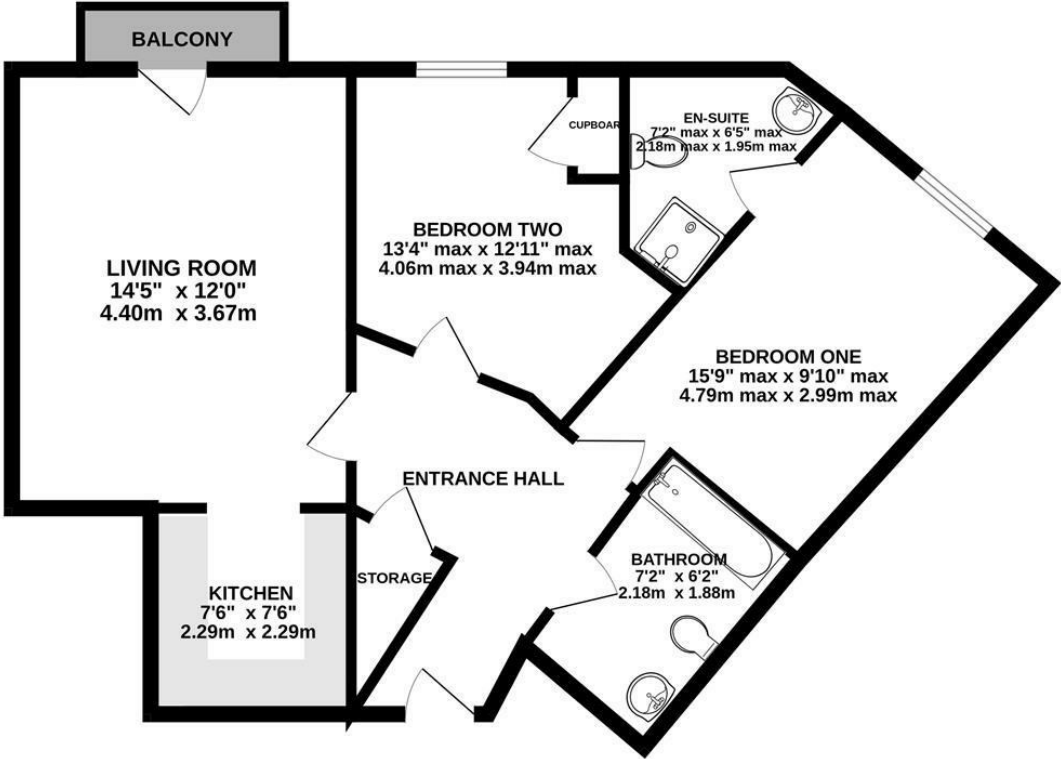 BALCONY
EN-SUITE
7'2" max x 6'5" max
2.18m max x 1.95m max
CUPBOAR
BEDROOM TWO
13'4" max x 12'11" max
4.06m max x 3.94m max
LIVING ROOM
14'5" x 12'0"
4.40m x 3.67m
BEDROOM ONE
15'9" max x 9'10" max
4.79m max x 2.99m max
ENTRANCE HALL
BATHROOM
7'2" x 6'2"
2.18m x 1.88m
STORAGE
KITCHEN
7'6" x 7'6"
2.29m x 2.29m